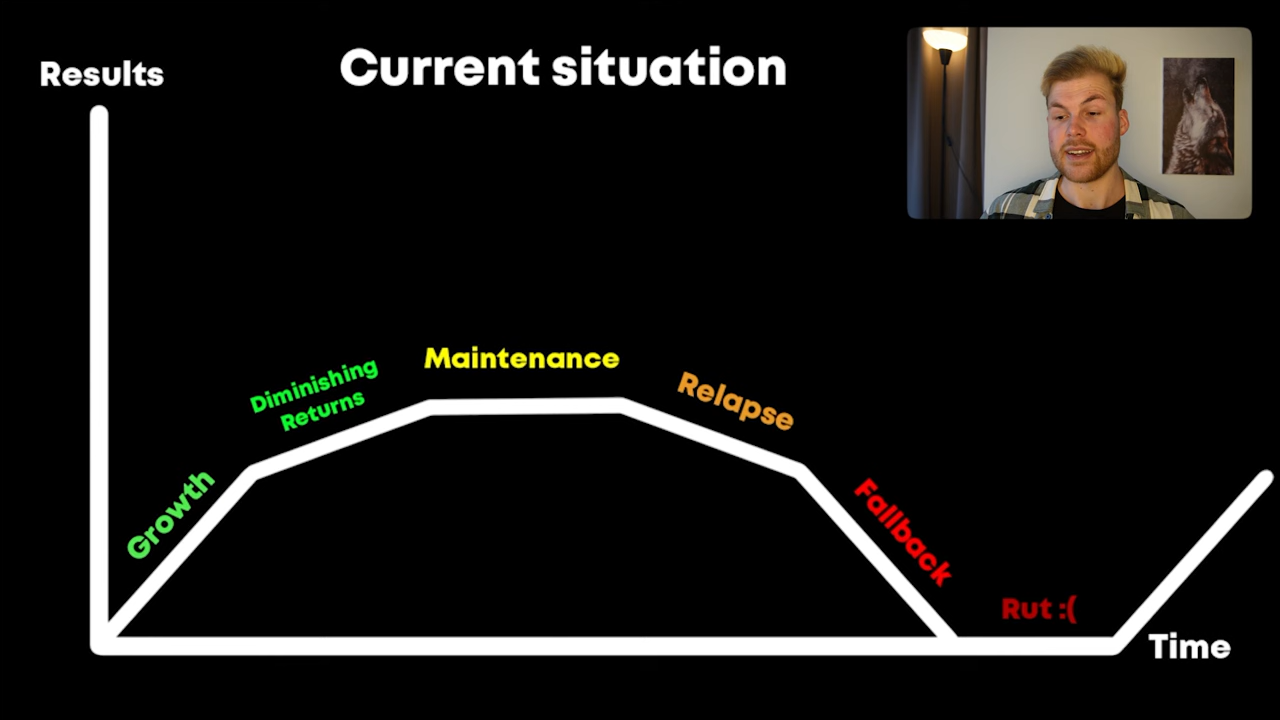 Current situation
Results
Growth
Diminishing
Returns
Maintenance
Relapse
Fallback
Rut :(
Time